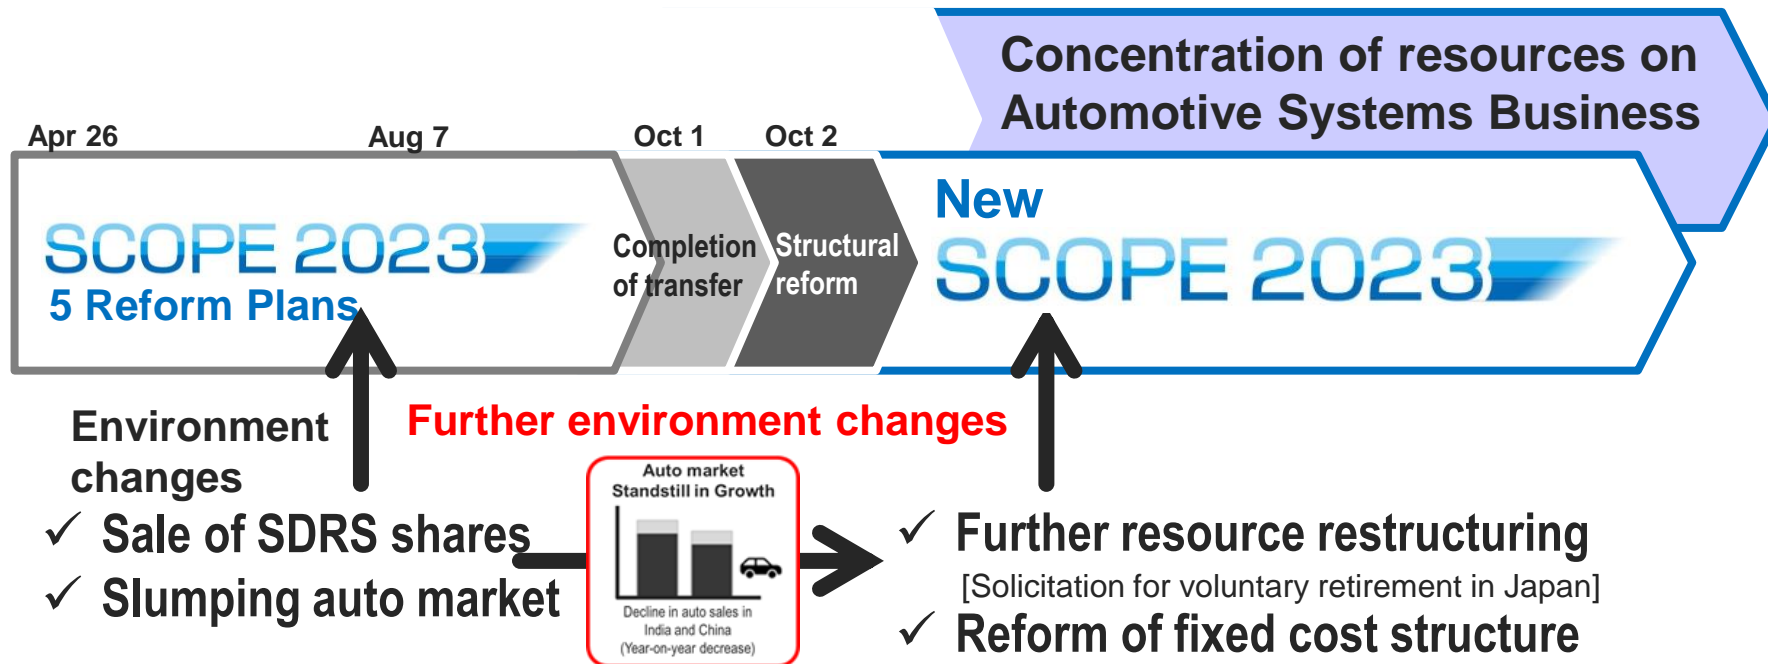 Concentration of resources on
Automotive Systems Business
Apr 26
Aug 7
Oct 1
Oct 2
SCOPE 2023
5 Reform Plans
Completion
of transfer
Structural
reform
New
SCOPE 2023
Environment
changes
Further environment changes
✓ Sale of SDRS shares
✓ Slumping auto market
Auto market
Standstill in Growth
Decline in auto sales in
India and China
(Year-on-year decrease)
✓ Further resource restructuring
[Solicitation for voluntary retirement in Japan]
✓ Reform of fixed cost structure